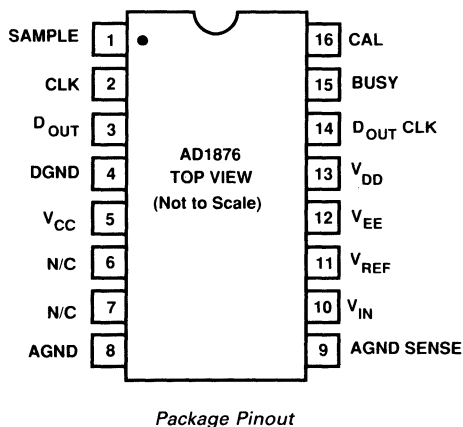 SAMPLE 1
CLK 2
DOUT 3
DGND 4
VCC 5
N/C 6
N/C 7
AGND 8
AD1876
TOP VIEW
(Not to Scale)
16 CAL
15 BUSY
14 DOUT CLK
13 VDD
12 VEE
11 VREF
10 VIN
9 AGND SENSE
Package Pinout